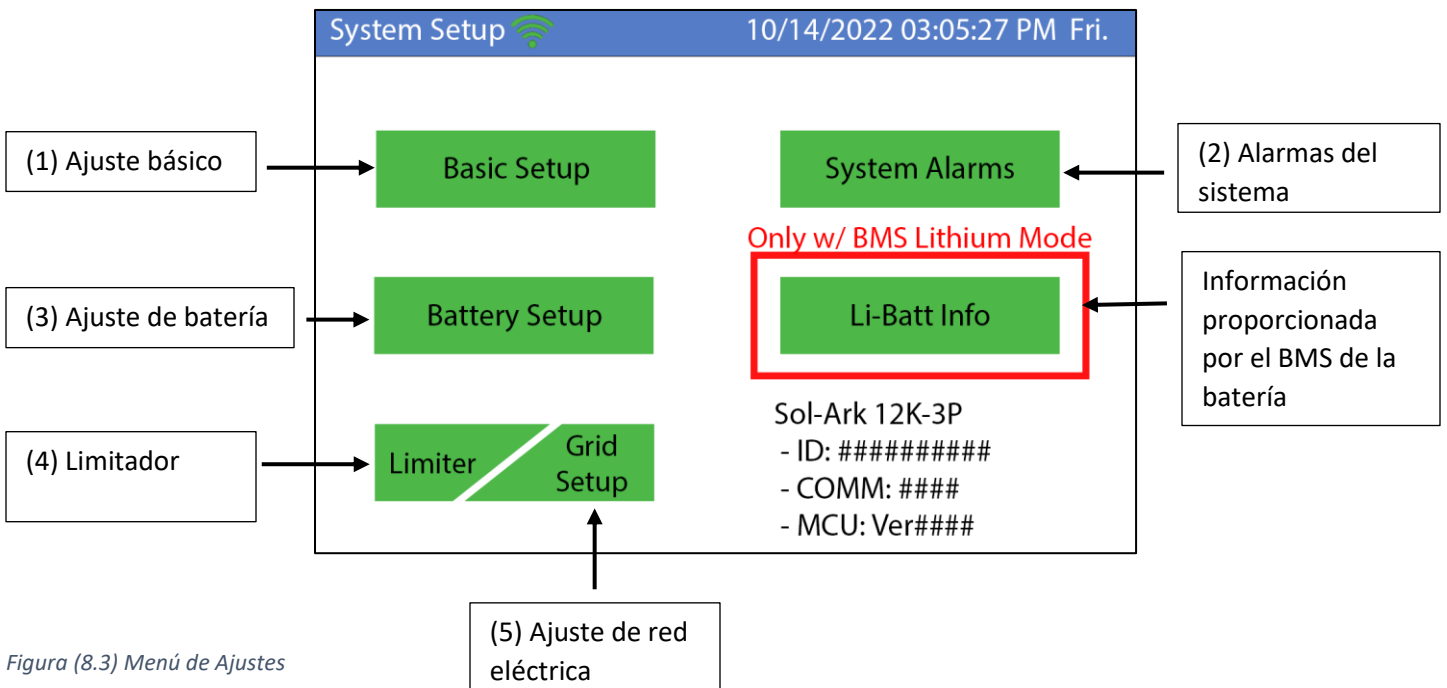 System Setup
10/14/2022 03:05:27 PM Fri.
(1) Ajuste básico
Basic Setup
System Alarms
(2) Alarmas del
sistema
Only w/ BMS Lithium Mode
(3) Ajuste de batería
Battery Setup
Li-Batt Info
Información
proporcionada
por el BMS de la
batería
(4) Limitador
Limiter
Grid
Setup
Sol-Ark 12K-3P
- ID: ##########
- COMM: ####
- MCU: Ver####
(5) Ajuste de red
eléctrica
Figura (8.3) Menú de Ajustes